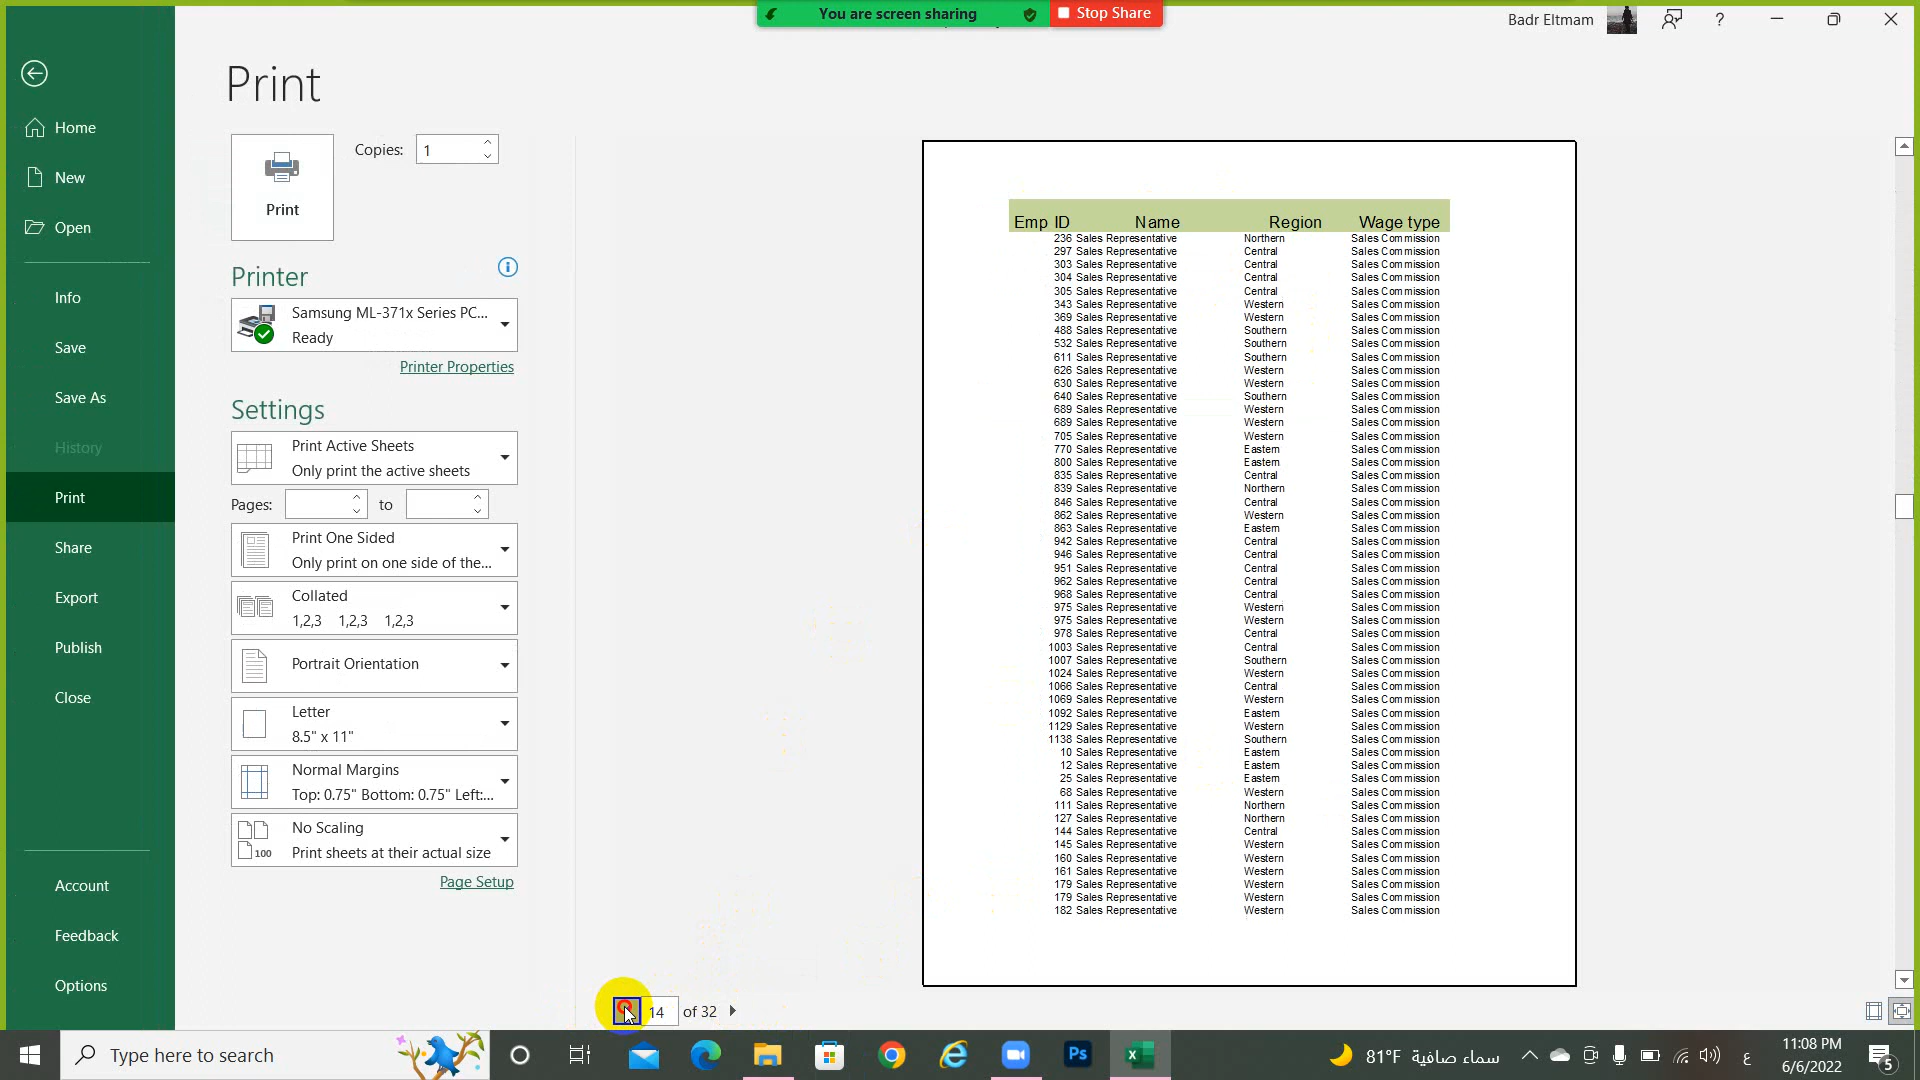 You are screen sharing
Stop Share
Badr Eltmam
?
Print
Home
New
Open
Info
Save
Save As
History
Print
Share
Export
Publish
Close
Account
Feedback
Options
Print
Copies: 1
Printer
Samsung ML-371x Series PC...
Ready
Printer Properties
Settings
Print Active Sheets
Only print the active sheets
Pages: to
Print One Sided
Only print on one side of the...
Collated
1,2,3 1,2,3 1,2,3
Portrait Orientation
Letter
8.5" x 11"
Normal Margins
Top: 0.75" Bottom: 0.75" Left:...
No Scaling
100 Print sheets at their actual size
Page Setup
Emp ID Name Region Wage type
236 Sales Representative Northern Sales Commission
297 Sales Representative Central Sales Commission
303 Sales Representative Central Sales Commission
304 Sales Representative Central Sales Commission
305 Sales Representative Central Sales Commission
343 Sales Representative Western Sales Commission
369 Sales Representative Western Sales Commission
488 Sales Representative Southern Sales Commission
532 Sales Representative Southern Sales Commission
611 Sales Representative Southern Sales Commission
626 Sales Representative Western Sales Commission
630 Sales Representative Western Sales Commission
640 Sales Representative Southern Sales Commission
689 Sales Representative Western Sales Commission
689 Sales Representative Western Sales Commission
705 Sales Representative Western Sales Commission
770 Sales Representative Eastern Sales Commission
800 Sales Representative Eastern Sales Commission
835 Sales Representative Central Sales Commission
839 Sales Representative Northern Sales Commission
846 Sales Representative Central Sales Commission
862 Sales Representative Western Sales Commission
863 Sales Representative Eastern Sales Commission
942 Sales Representative Central Sales Commission
946 Sales Representative Central Sales Commission
951 Sales Representative Central Sales Commission
962 Sales Representative Central Sales Commission
968 Sales Representative Central Sales Commission
975 Sales Representative Western Sales Commission
975 Sales Representative Western Sales Commission
978 Sales Representative Central Sales Commission
1003 Sales Representative Central Sales Commission
1007 Sales Representative Southern Sales Commission
1024 Sales Representative Western Sales Commission
1066 Sales Representative Central Sales Commission
1069 Sales Representative Western Sales Commission
1092 Sales Representative Eastern Sales Commission
1129 Sales Representative Western Sales Commission
1138 Sales Representative Southern Sales Commission
10 Sales Representative Eastern Sales Commission
12 Sales Representative Eastern Sales Commission
25 Sales Representative Eastern Sales Commission
68 Sales Representative Western Sales Commission
111 Sales Representative Northern Sales Commission
127 Sales Representative Northern Sales Commission
144 Sales Representative Central Sales Commission
145 Sales Representative Western Sales Commission
160 Sales Representative Western Sales Commission
161 Sales Representative Western Sales Commission
179 Sales Representative Western Sales Commission
179 Sales Representative Western Sales Commission
182 Sales Representative Western Sales Commission
14 of 32
Type here to search
Ps
81°F سماء صافية
ع
11:08 PM
6/6/2022
5